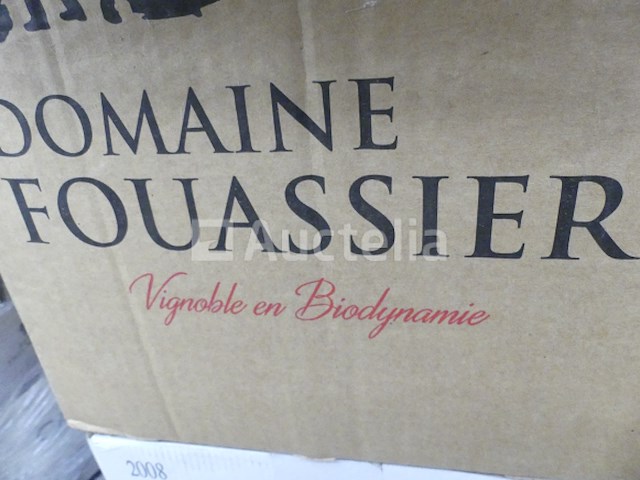 DOMAINE
FOUASSIER
Auctelia
Vignoble en Biodynamie
2008